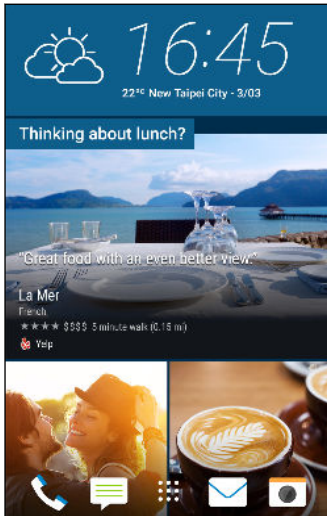 16:45
22°C New Taipei City - 3/03
Thinking about lunch?
"Great food with an even better view."
La Mer
French
★★★★ $$$$ 5 minute walk (0.15 mi)
Yelp